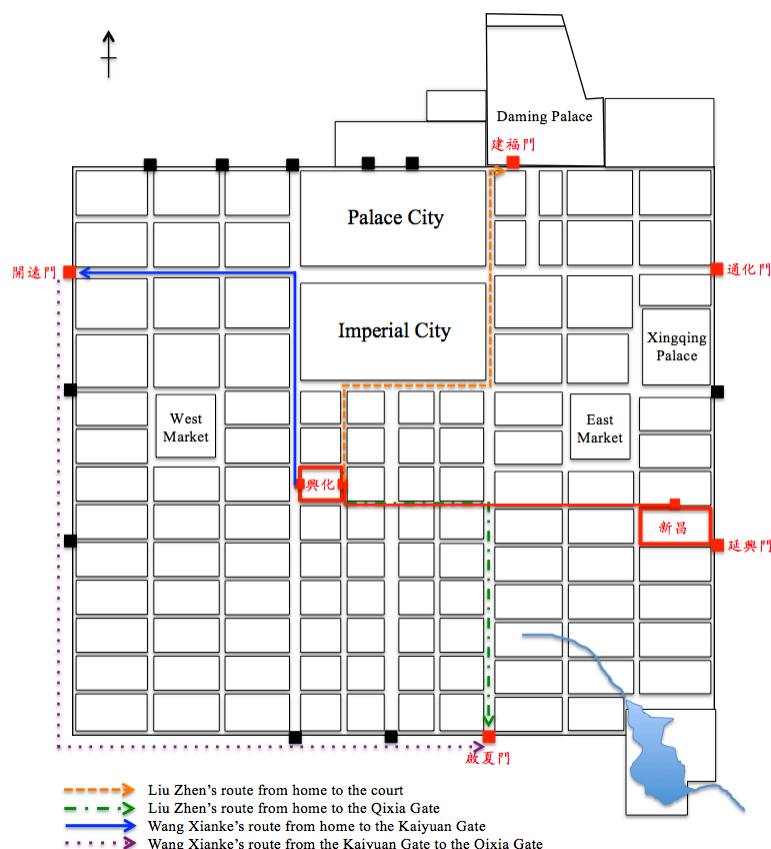 Daming Palace
建福門
Palace City
開遠門
通化門
Imperial City
Xingqing
Palace
West
Market
East
Market
興化
新昌
延興門
啟夏門
Liu Zhen's route from home to the court
Liu Zhen's route from home to the Qixia Gate
Wang Xianke's route from home to the Kaiyuan Gate
Wang Xianke's route from the Kaiyuan Gate to the Qixia Gate